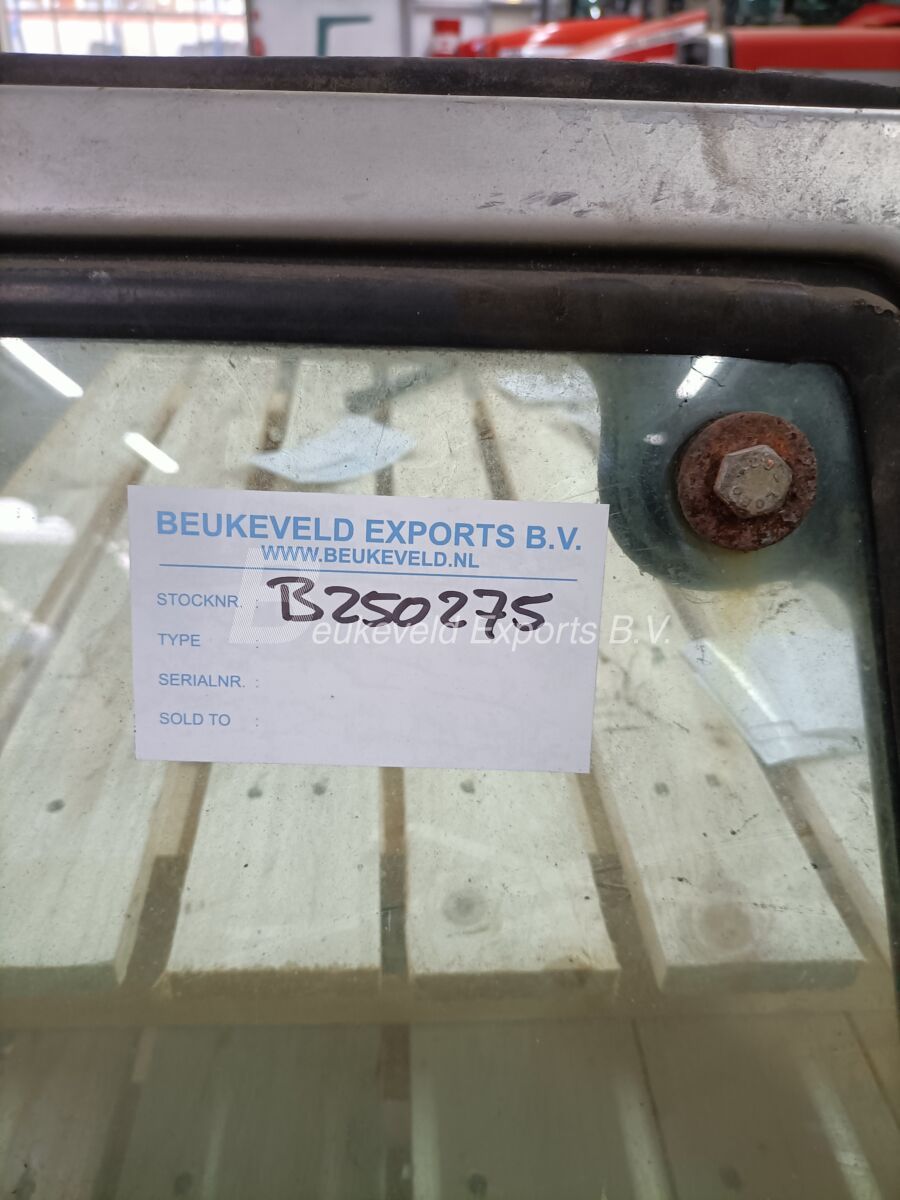 BEUKEVELD EXPORTS B.V.
WWW.BEUKEVELD.NL
STOCKNR. : B250275
Beukeveld Exports B.V.
TYPE :
SERIALNR. :
SOLD TO :